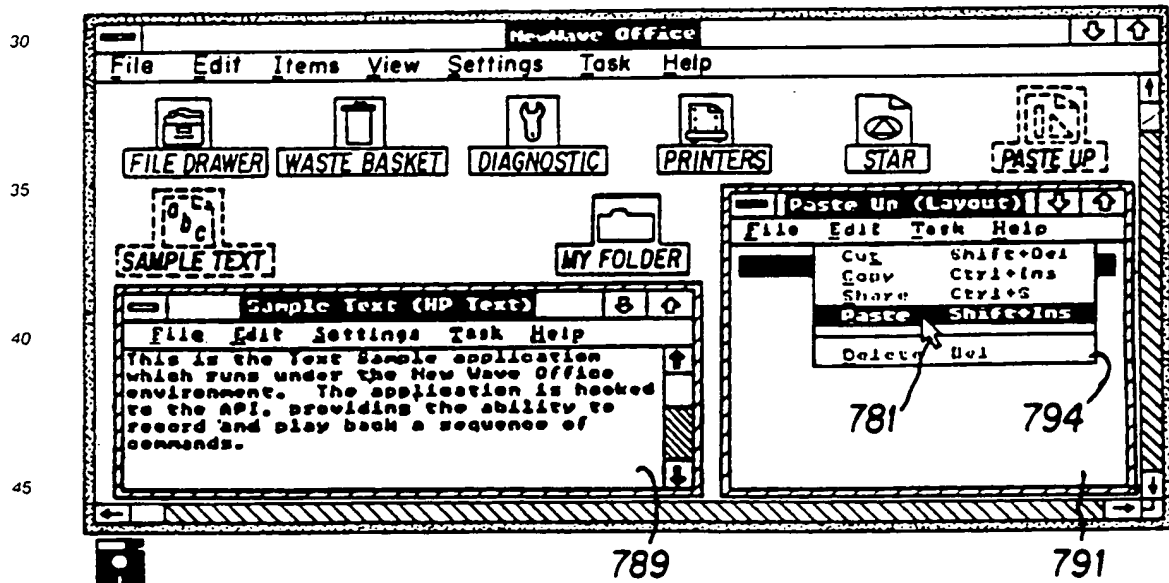 30
NewWave Office
File Edit Items View Settings Task Help
FILE DRAWER WASTE BASKET DIAGNOSTIC PRINTERS STAR PASTE UP
35
Paste Up (Layout)
File Edit Task Help
abc
SAMPLE TEXT MY FOLDER
Cut Shift+Del
Copy Ctrl+Ins
Share Ctrl+S
Paste Shift+Ins
Delete Del
Sample Text (HP Text)
File Edit Settings Task Help
40
This is the Text Sample application
which runs under the New Wave Office
environment. The application is hooked
to the API, providing the ability to
record and play back a sequence of
commands.
781 794
45
789 791